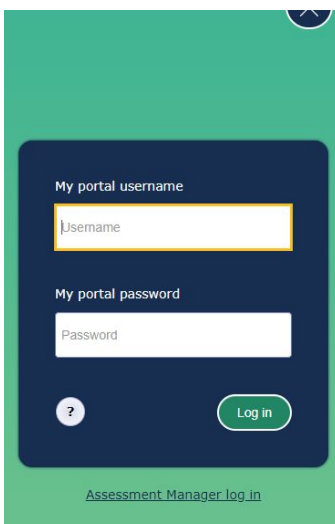 My portal username
Username
My portal password
Password
?
Log in
Assessment Manager log in